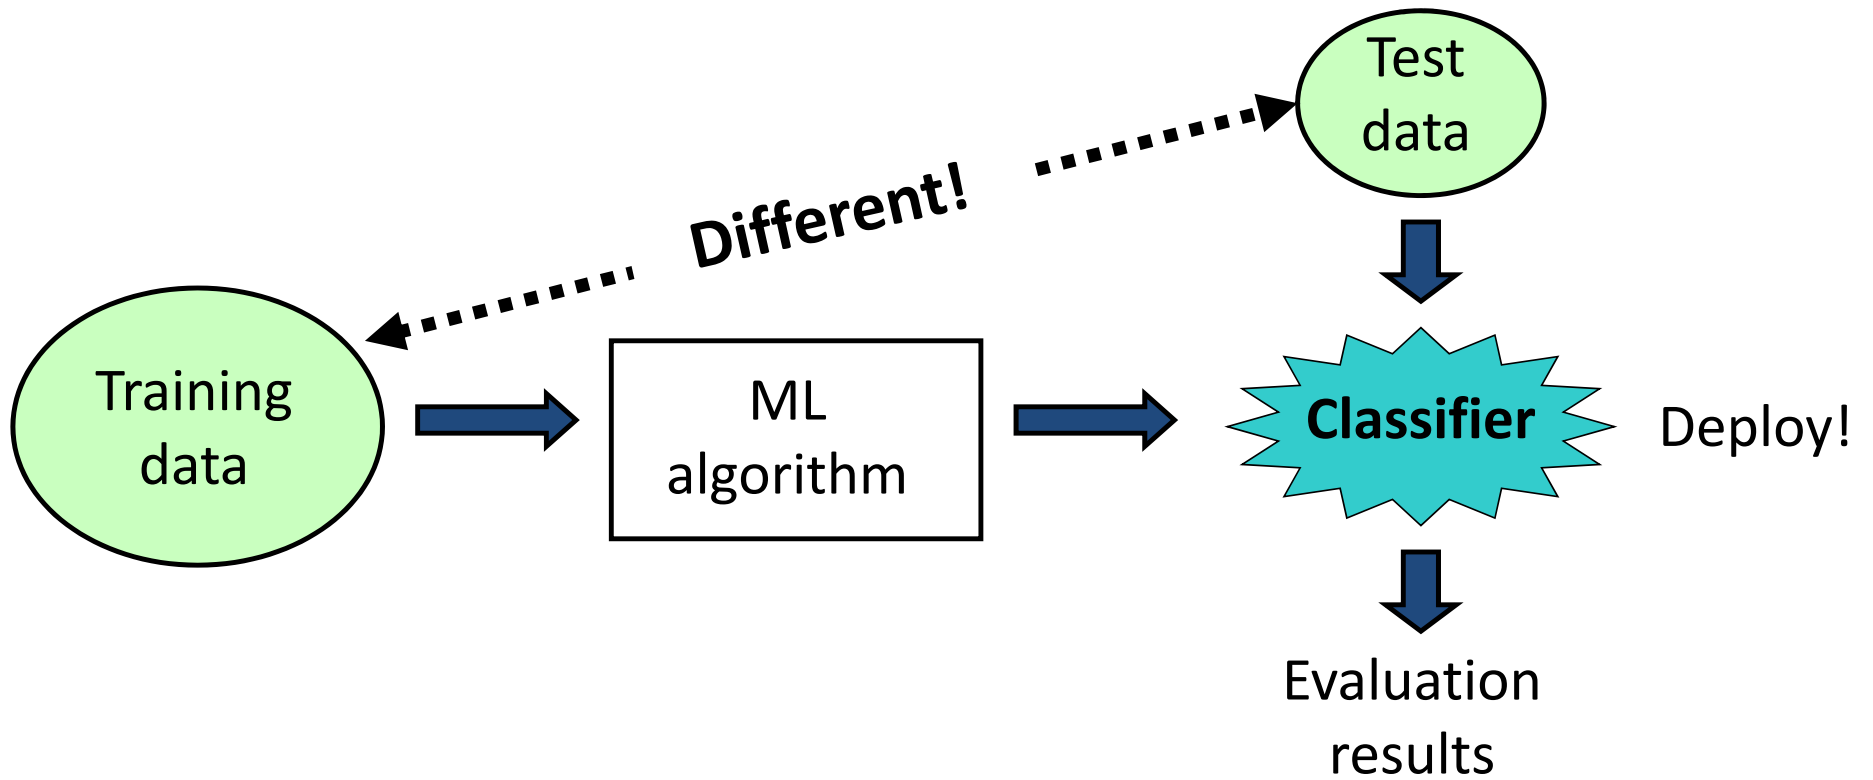 Test
data
Different!
Training
data
ML
algorithm
Classifier
Deploy!
Evaluation
results